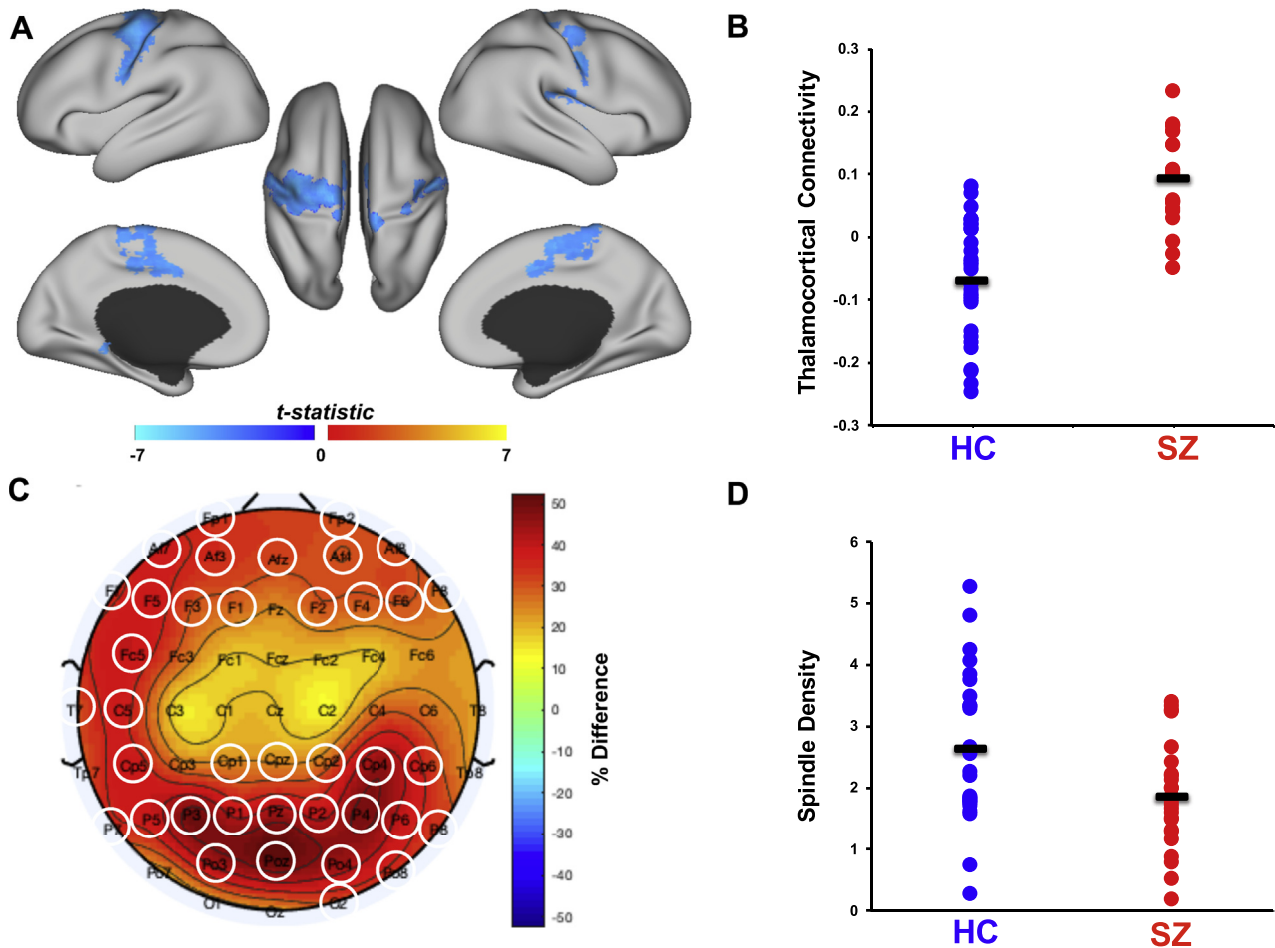 A
t-statistic
-7 0 7
B
Thalamocortical Connectivity
0.3
0.2
0.1
0
-0.1
-0.2
-0.3
HC SZ
C
Fp1 Fp2
Af7 Af3 Afz Af4 Af8
F7 F5 F3 F1 Fz F2 F4 F6 F8
Fc5 Fc3 Fc1 Fcz Fc2 Fc4 Fc6
T7 C5 C3 C1 Cz C2 C4 C6 T8
Tp7 Cp5 Cp3 Cp1 Cpz Cp2 Cp4 Cp6 Tp8
P7 P5 P3 P1 Pz P2 P4 P6 P8
Po7 Po3 Poz Po4 Po8
O1 Oz O2
50
40
30
20
10
0
-10
-20
-30
-40
-50
% Difference
D
Spindle Density
6
5
4
3
2
1
0
HC SZ